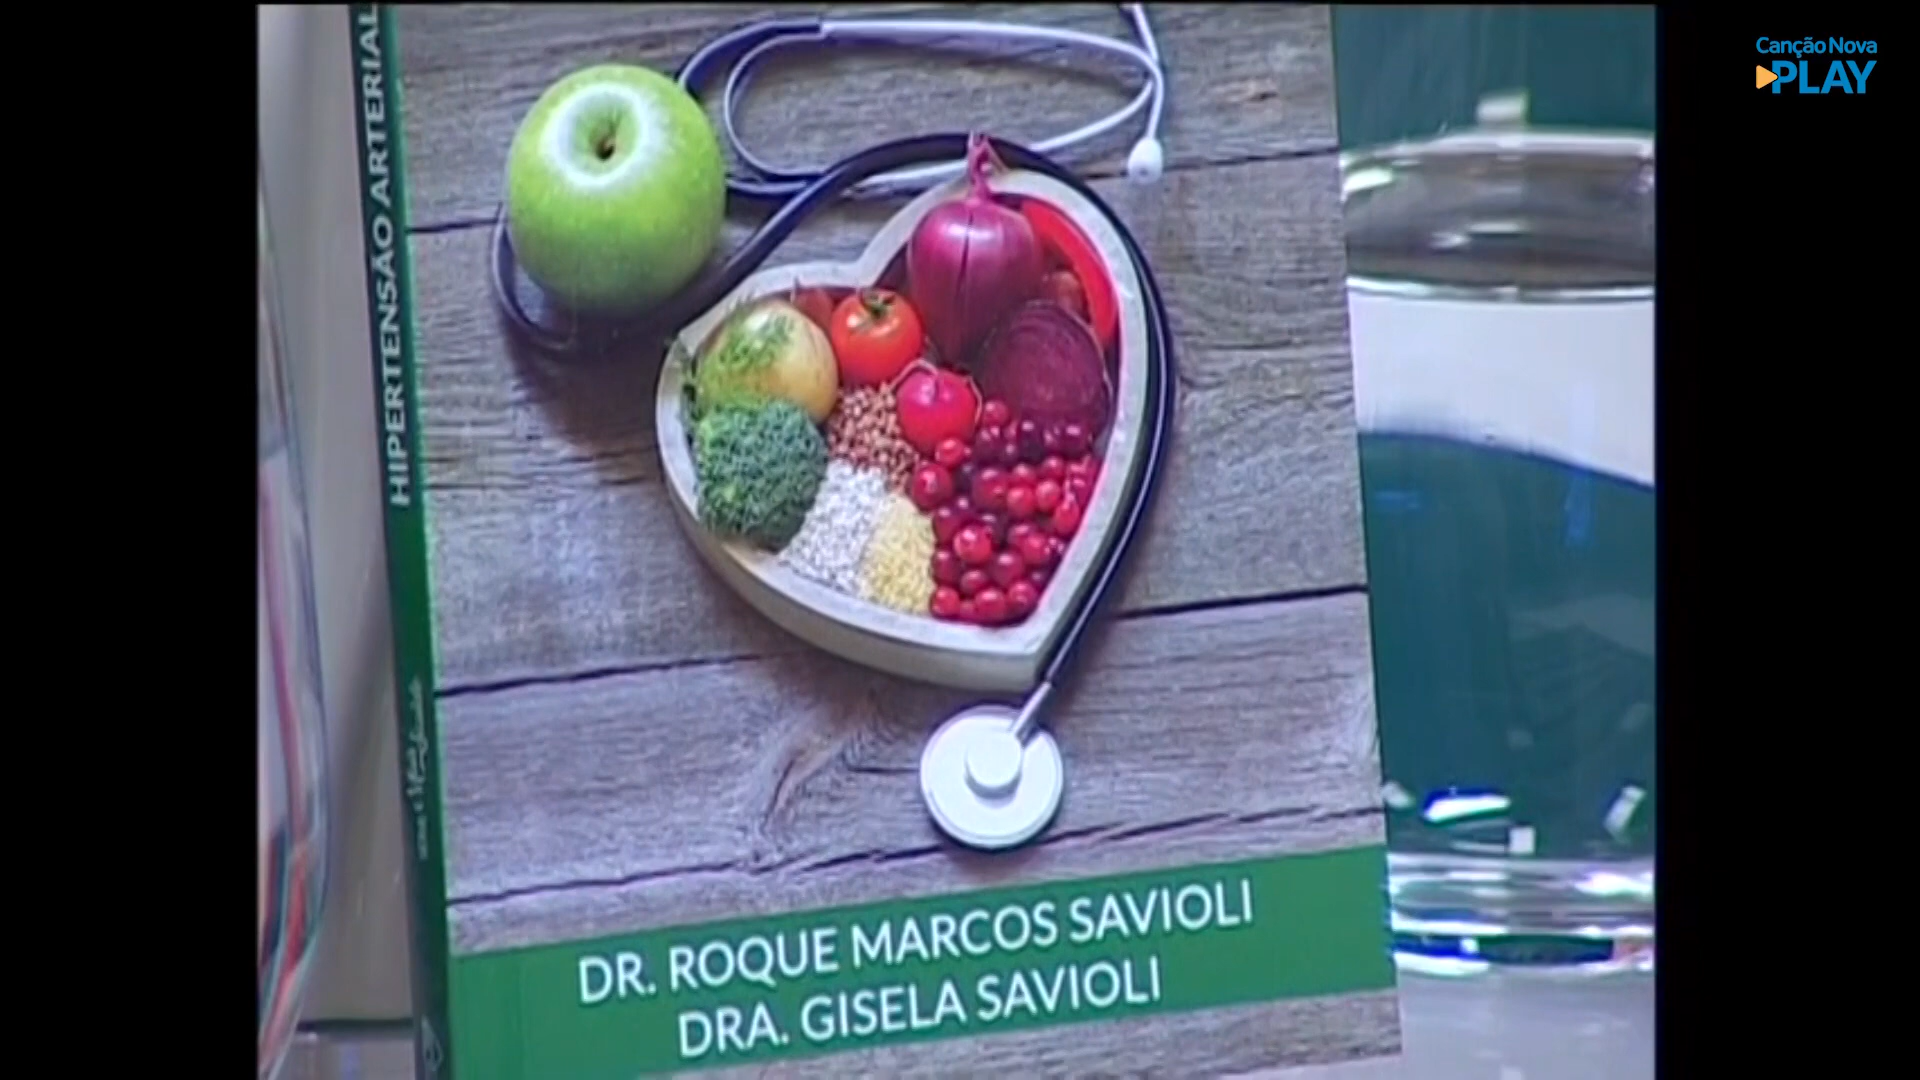 Canção Nova
PLAY
HIPERTENSÃO ARTERIAL
DR. ROQUE MARCOS SAVIOLI
DRA. GISELA SAVIOLI